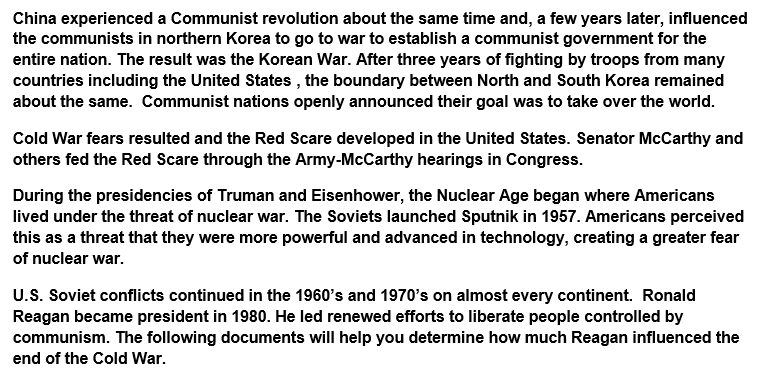 China experienced a Communist revolution about the same time and, a few years later, influenced
the communists in northern Korea to go to war to establish a communist government for the
entire nation. The result was the Korean War. After three years of fighting by troops from many
countries including the United States , the boundary between North and South Korea remained
about the same.  Communist nations openly announced their goal was to take over the world.
Cold War fears resulted and the Red Scare developed in the United States. Senator McCarthy and
others fed the Red Scare through the Army-McCarthy hearings in Congress.
During the presidencies of Truman and Eisenhower, the Nuclear Age began where Americans
lived under the threat of nuclear war. The Soviets launched Sputnik in 1957. Americans perceived
this as a threat that they were more powerful and advanced in technology, creating a greater fear
of nuclear war.
U.S. Soviet conflicts continued in the 1960’s and 1970’s on almost every continent.  Ronald
Reagan became president in 1980. He led renewed efforts to liberate people controlled by
communism. The following documents will help you determine how much Reagan influenced the
end of the Cold War.